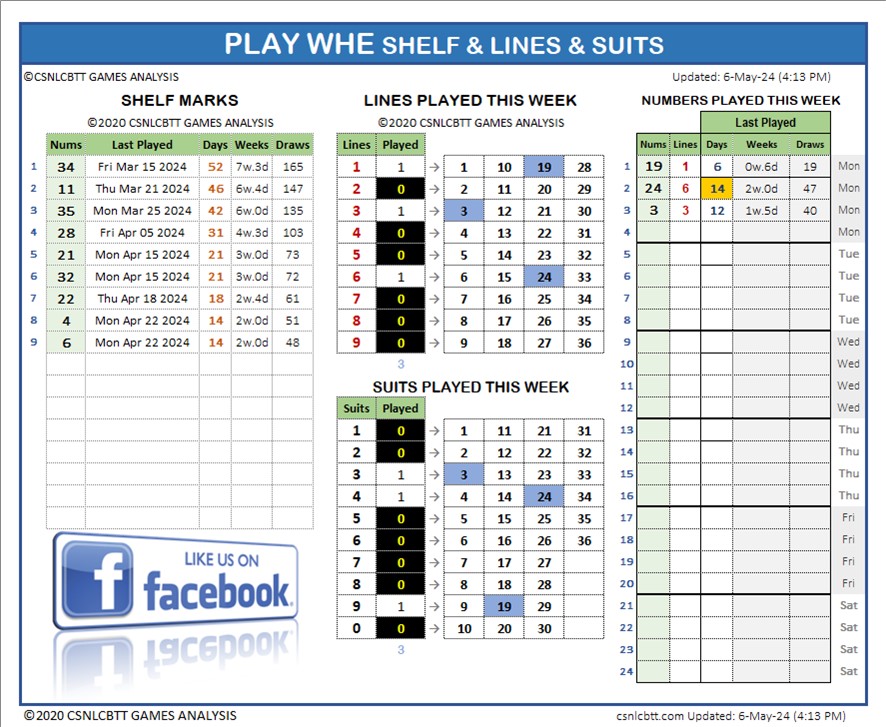 PLAY WHE SHELF & LINES & SUITS
©CSNLCBTT GAMES ANALYSIS
Updated: 6-May-24 (4:13 PM)
SHELF MARKS
©2020 CSNLCBTT GAMES ANALYSIS
Nums Last Played Days Weeks Draws
1 34 Fri Mar 15 2024 52 7w.3d 165
2 11 Thu Mar 21 2024 46 6w.4d 147
3 35 Mon Mar 25 2024 42 6w.0d 135
4 28 Fri Apr 05 2024 31 4w.3d 103
5 21 Mon Apr 15 2024 21 3w.0d 73
6 32 Mon Apr 15 2024 21 3w.0d 72
7 22 Thu Apr 18 2024 18 2w.4d 61
8 4 Mon Apr 22 2024 14 2w.0d 51
9 6 Mon Apr 22 2024 14 2w.0d 48
LIKE US ON
facebook.
LINES PLAYED THIS WEEK
©2020 CSNLCBTT GAMES ANALYSIS
Lines Played
1 1 → 1 10 19 28
2 0 → 2 11 20 29
3 1 → 3 12 21 30
4 0 → 4 13 22 31
5 0 → 5 14 23 32
6 1 → 6 15 24 33
7 0 → 7 16 25 34
8 0 → 8 17 26 35
9 0 → 9 18 27 36
3
SUITS PLAYED THIS WEEK
Suits Played
1 0 → 1 11 21 31
2 0 → 2 12 22 32
3 1 → 3 13 23 33
4 1 → 4 14 24 34
5 0 → 5 15 25 35
6 0 → 6 16 26 36
7 0 → 7 17 27
8 0 → 8 18 28
9 1 → 9 19 29
0 0 → 10 20 30
3
NUMBERS PLAYED THIS WEEK
Last Played
Nums Lines Days Weeks Draws
1 19 1 6 0w.6d 19 Mon
2 24 6 14 2w.0d 47 Mon
3 3 3 12 1w.5d 40 Mon
4 Mon
5 Tue
6 Tue
7 Tue
8 Tue
9 Wed
10 Wed
11 Wed
12 Wed
13 Thu
14 Thu
15 Thu
16 Thu
17 Fri
18 Fri
19 Fri
20 Fri
21 Sat
22 Sat
23 Sat
24 Sat
©2020 CSNLCBTT GAMES ANALYSIS
csnlcbtt.com Updated: 6-May-24 (4:13 PM)